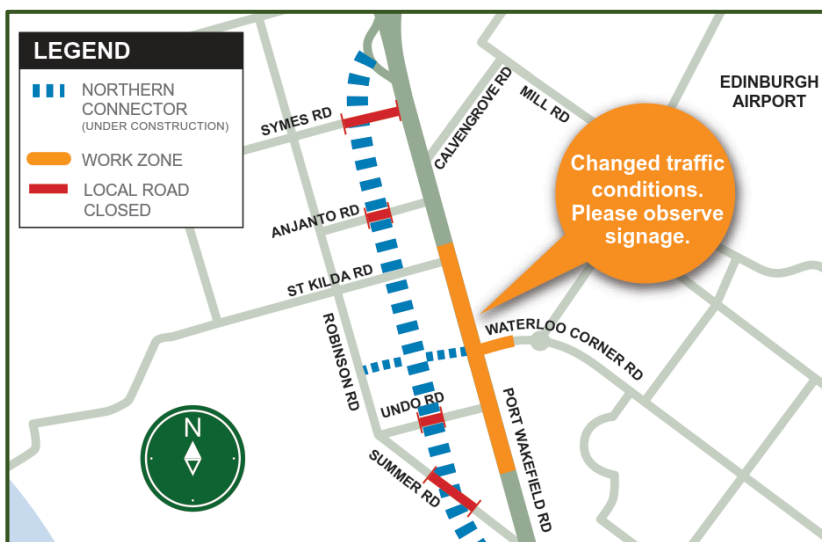 LEGEND
NORTHERN
CONNECTOR
(UNDER CONSTRUCTION)
WORK ZONE
LOCAL ROAD
CLOSED
SYMES RD
CALVENGROVE RD
MILL RD
EDINBURGH
AIRPORT
Changed traffic
conditions.
Please observe
signage.
ANJANTO RD
ST KILDA RD
ROBINSON RD
WATERLOO CORNER RD
UNDO RD
PORT WAKEFIELD RD
SUMMER RD
N